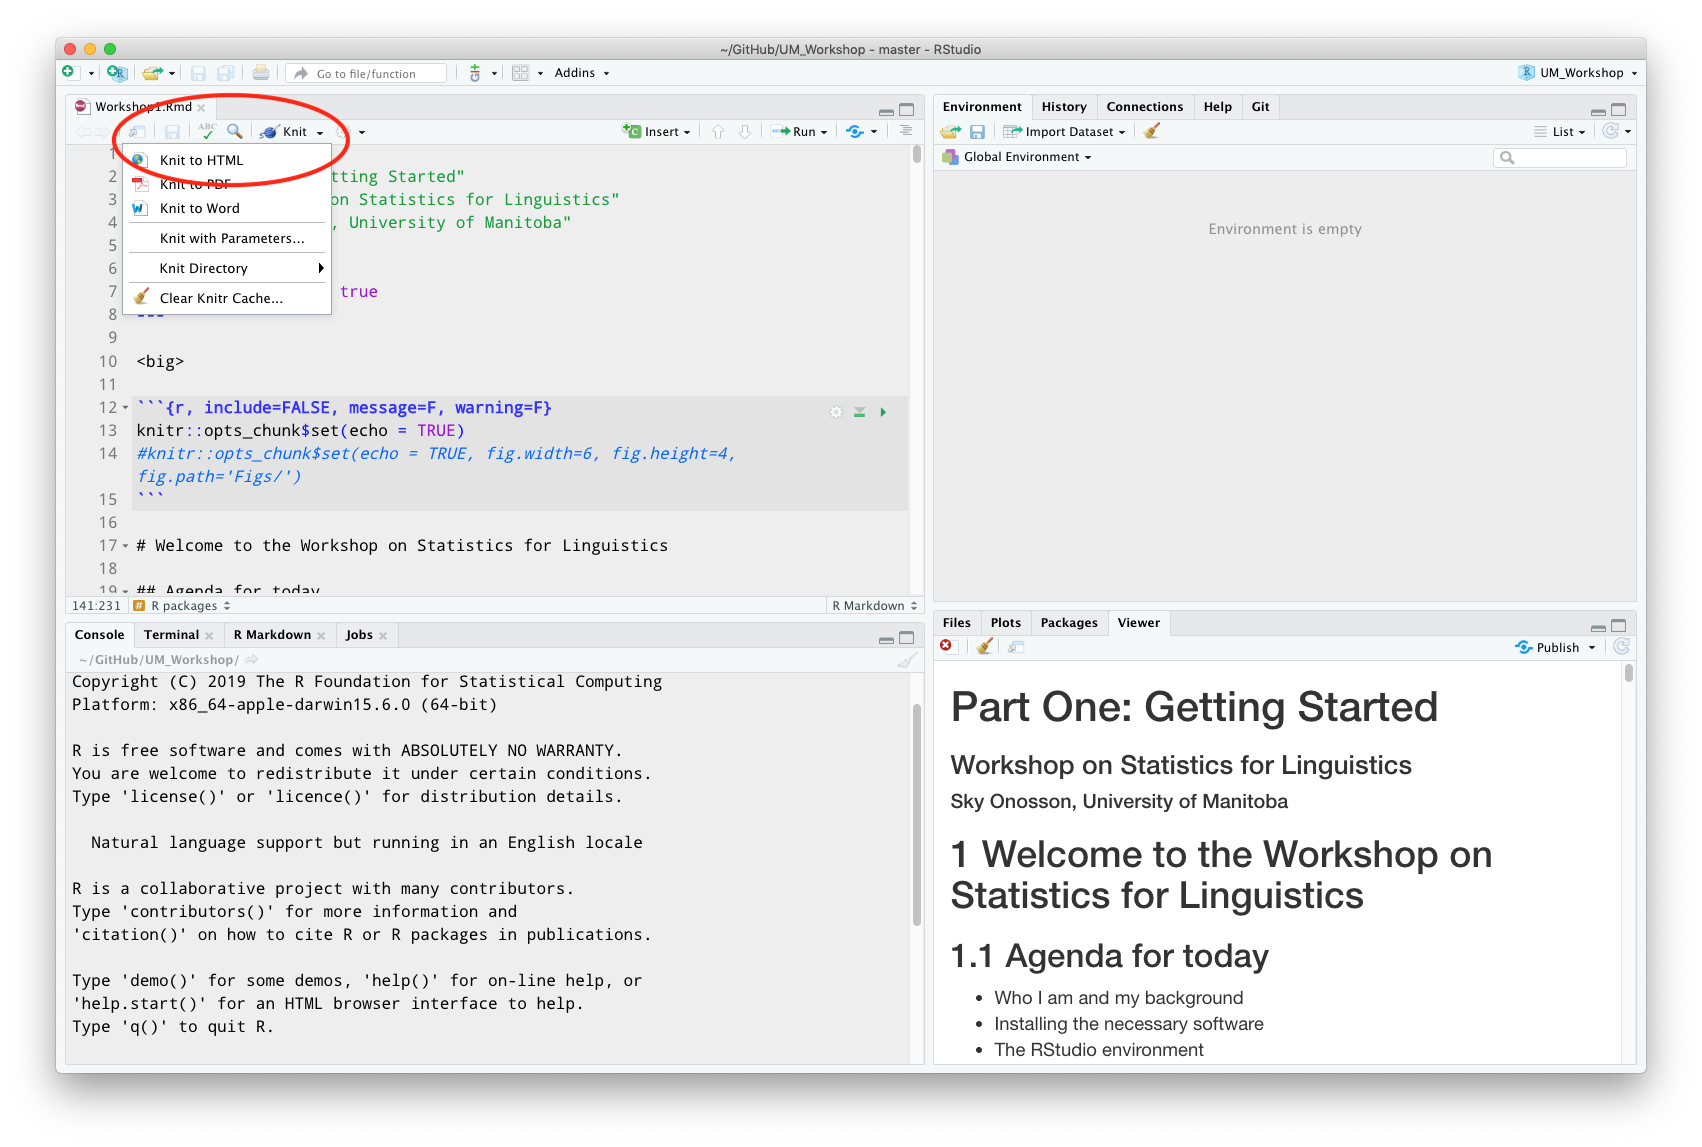 ~/GitHub/UM_Workshop - master - RStudio
Go to file/function
Addins
UM_Workshop
Workshop1.Rmd
ABC
Knit
Insert
Run
Knit to HTML
Knit to PDF
Knit to Word
Knit with Parameters...
Knit Directory
Clear Knitr Cache...
1
2 tting Started"
3 on Statistics for Linguistics"
4 , University of Manitoba"
5
6
7 true
8 ---
9
10 <big>
11
12 ```{r, include=FALSE, message=F, warning=F}
13 knitr::opts_chunk$set(echo = TRUE)
14 #knitr::opts_chunk$set(echo = TRUE, fig.width=6, fig.height=4,
fig.path='Figs/')
15 ```
16
17 # Welcome to the Workshop on Statistics for Linguistics
18
19 ## Agenda for today
141:231 # R packages R Markdown
Console Terminal R Markdown Jobs
~/GitHub/UM_Workshop/
Copyright (C) 2019 The R Foundation for Statistical Computing
Platform: x86_64-apple-darwin15.6.0 (64-bit)
R is free software and comes with ABSOLUTELY NO WARRANTY.
You are welcome to redistribute it under certain conditions.
Type 'license()' or 'licence()' for distribution details.
Natural language support but running in an English locale
R is a collaborative project with many contributors.
Type 'contributors()' for more information and
'citation()' on how to cite R or R packages in publications.
Type 'demo()' for some demos, 'help()' for on-line help, or
'help.start()' for an HTML browser interface to help.
Type 'q()' to quit R.
Environment History Connections Help Git
Import Dataset List
Global Environment
Environment is empty
Files Plots Packages Viewer
Publish
Part One: Getting Started
Workshop on Statistics for Linguistics
Sky Onosson, University of Manitoba
1 Welcome to the Workshop on
Statistics for Linguistics
1.1 Agenda for today
• Who I am and my background
• Installing the necessary software
• The RStudio environment